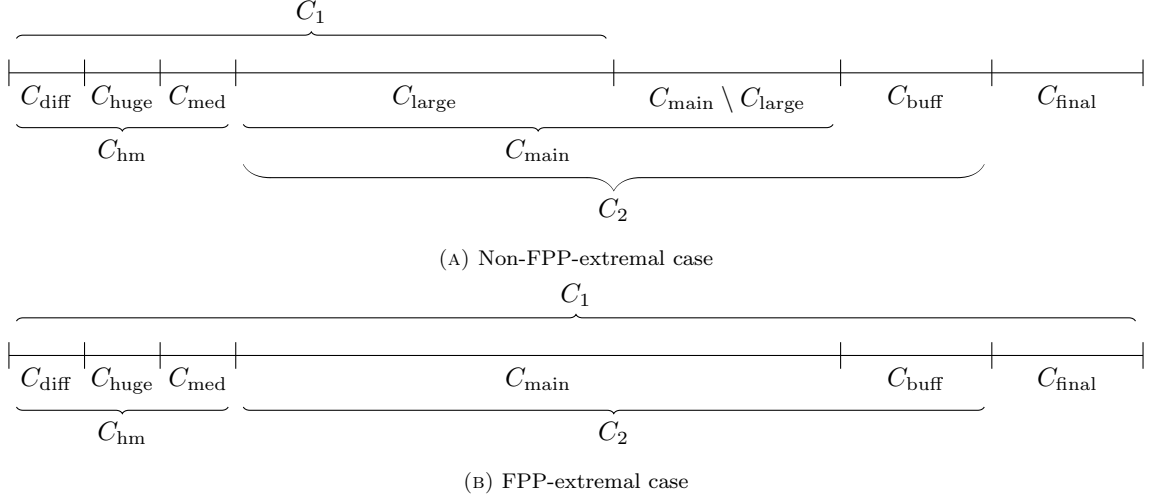 C_1
C_diff C_huge C_med C_large C_main \ C_large C_buff C_final
C_hm C_main
C_2
(A) Non-FPP-extremal case
C_1
C_diff C_huge C_med C_main C_buff C_final
C_hm C_2
(B) FPP-extremal case